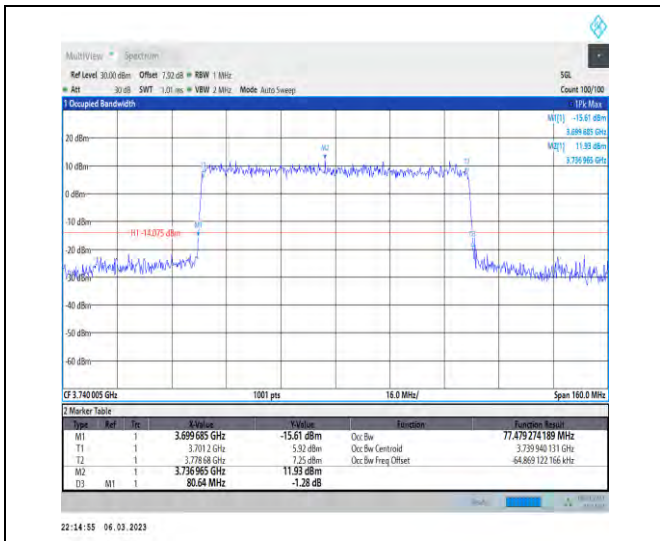 MultiView Spectrum
Ref Level 30.00 dBm Offset 7.92 dB RBW 1 MHz SGL
Att 30 dB SWT 1.01 ms VBW 2 MHz Mode Auto Sweep Count 100/100
1 Occupied Bandwidth 1Pk Max
M1[1] -15.61 dBm
3.699 685 GHz
M2[1] 11.93 dBm
3.736 965 GHz
20 dBm
10 dBm
0 dBm
-10 dBm
-20 dBm
-30 dBm
-40 dBm
-50 dBm
-60 dBm
M2
T2
M1
H1 -14.075 dBm
CF 3.740 005 GHz 1001 pts 16.0 MHz/ Span 160.0 MHz
2 Marker Table
Type Ref Trc X-Value Y-Value Function Function Result
M1 1 3.699 685 GHz -15.61 dBm Occ Bw 77.479 274 189 MHz
T1 1 3.701 2 GHz 5.92 dBm Occ Bw Centroid 3.739 940 131 GHz
T2 1 3.778 68 GHz 7.25 dBm Occ Bw Freq Offset -64.869 122 166 kHz
M2 1 3.736 965 GHz 11.93 dBm
D3 M1 1 80.64 MHz -1.28 dB
22:14:55 06.03.2023